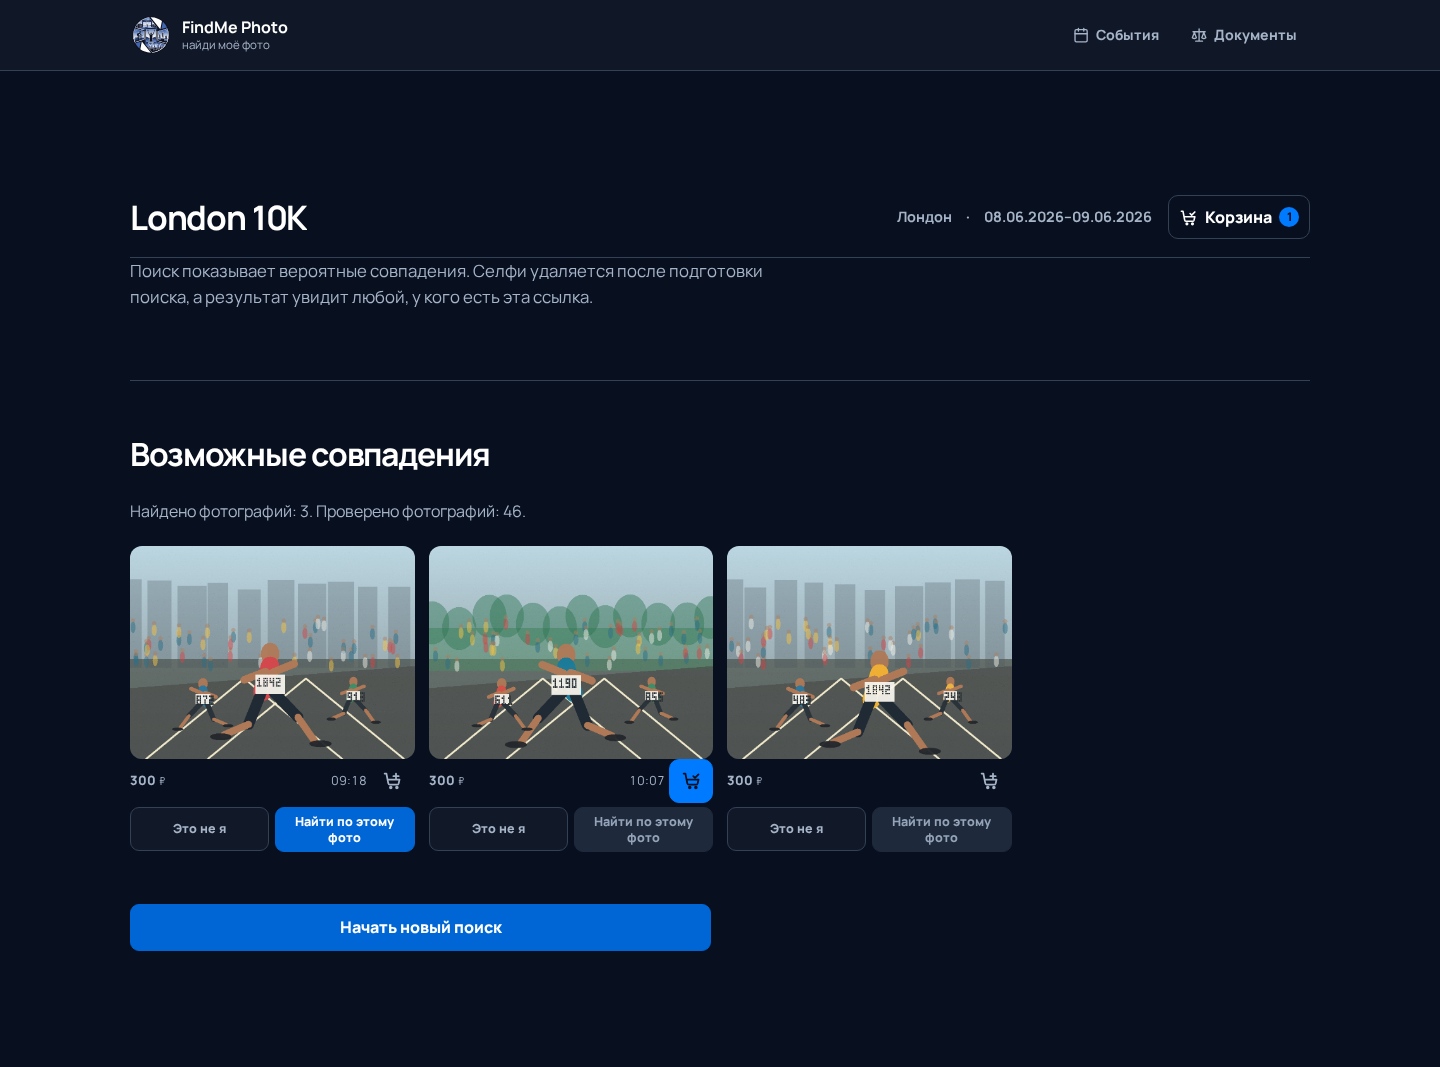 FindMe Photo
найди моё фото
События
Документы
London 10K
Лондон · 08.06.2026–09.06.2026
Корзина 1
Поиск показывает вероятные совпадения. Селфи удаляется после подготовки
поиска, а результат увидит любой, у кого есть эта ссылка.
Возможные совпадения
Найдено фотографий: 3. Проверено фотографий: 46.
1042
1190
1042
300 ₽
09:18
300 ₽
10:07
300 ₽
Это не я
Найти по этому
фото
Это не я
Найти по этому
фото
Это не я
Найти по этому
фото
Начать новый поиск